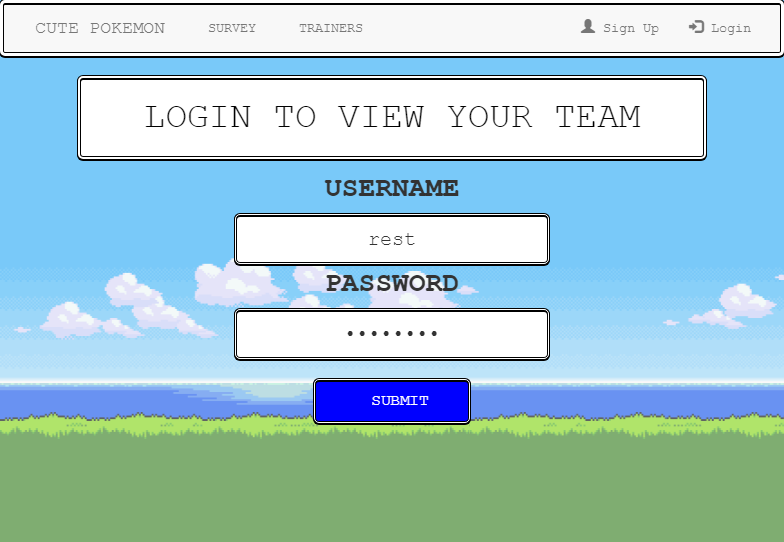 CUTE POKEMON SURVEY TRAINERS Sign Up Login
LOGIN TO VIEW YOUR TEAM
USERNAME
rest
PASSWORD
••••••••
SUBMIT